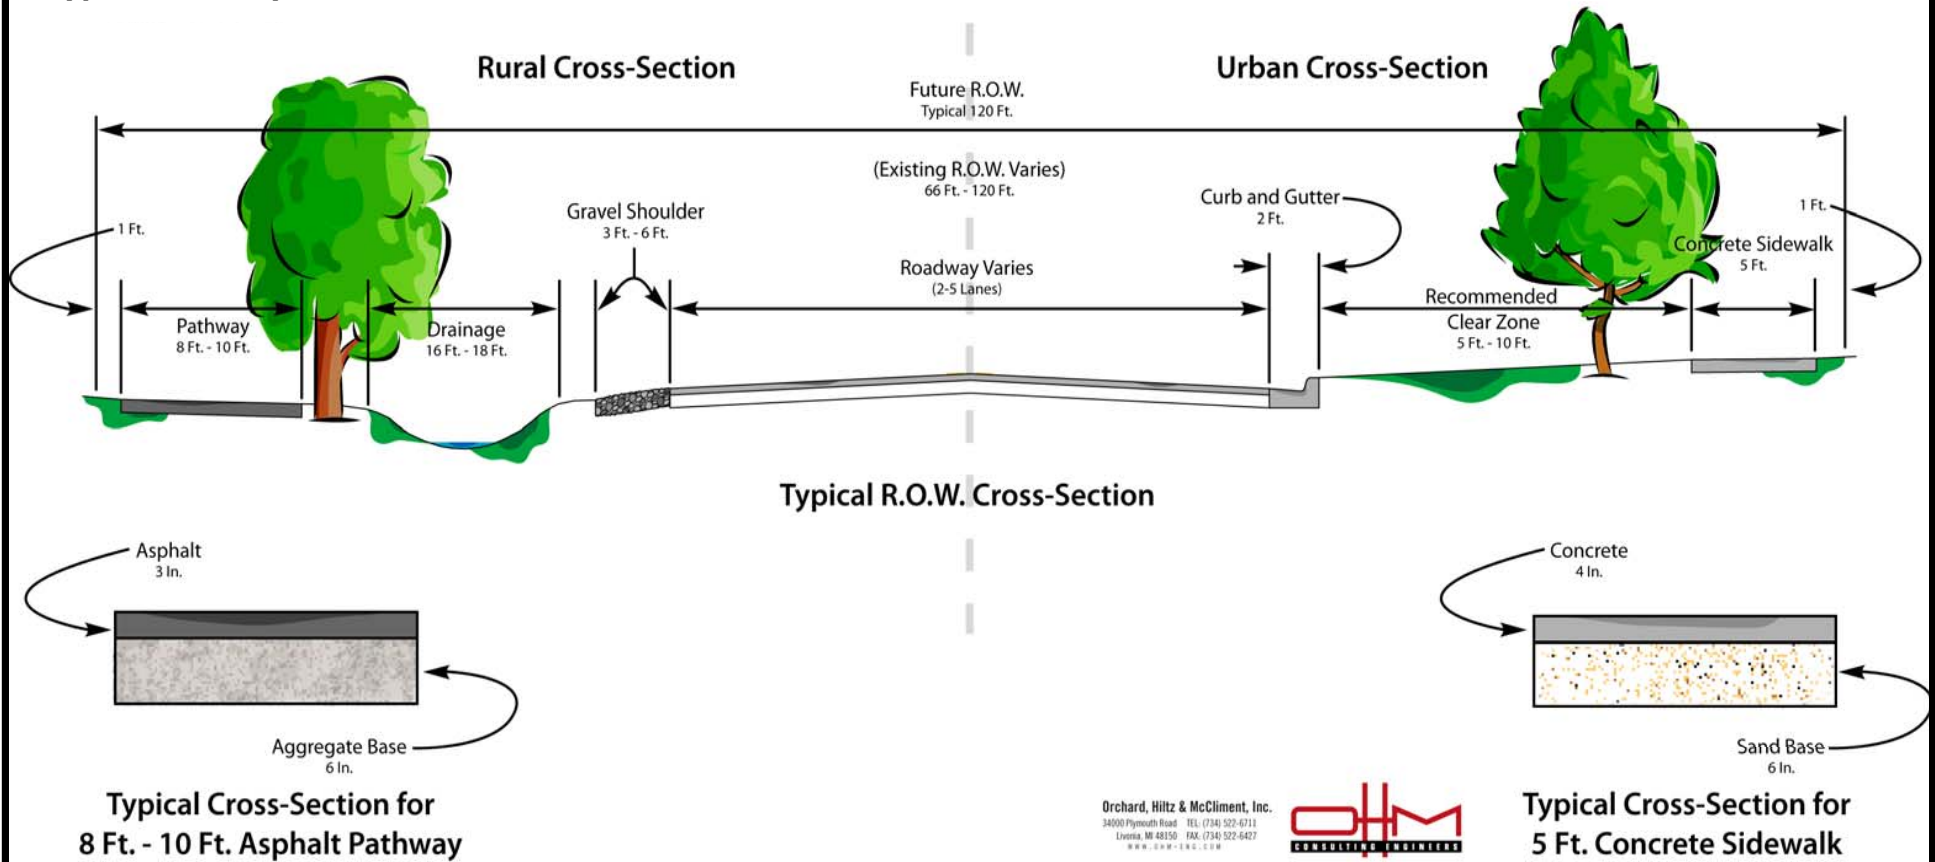 Rural Cross-Section
Urban Cross-Section
Future R.O.W.
Typical 120 Ft.
(Existing R.O.W. Varies)
66 Ft. - 120 Ft.
Curb and Gutter
2 Ft.
Gravel Shoulder
3 Ft. - 6 Ft.
1 Ft.
1 Ft.
Concrete Sidewalk
5 Ft.
Roadway Varies
(2-5 Lanes)
Recommended
Clear Zone
5 Ft. - 10 Ft.
Pathway
8 Ft. - 10 Ft.
Drainage
16 Ft. - 18 Ft.
Typical R.O.W. Cross-Section
Asphalt
3 In.
Concrete
4 In.
Aggregate Base
6 In.
Sand Base
6 In.
Typical Cross-Section for
8 Ft. - 10 Ft. Asphalt Pathway
Orchard, Hiltz & McCliment, Inc.
34000 Plymouth Road TEL: (734) 522-6711
Livonia, MI 48150 FAX: (734) 522-6427
WWW.OHM-ENG.COM
OHM
CONSULTING ENGINEERS
Typical Cross-Section for
5 Ft. Concrete Sidewalk